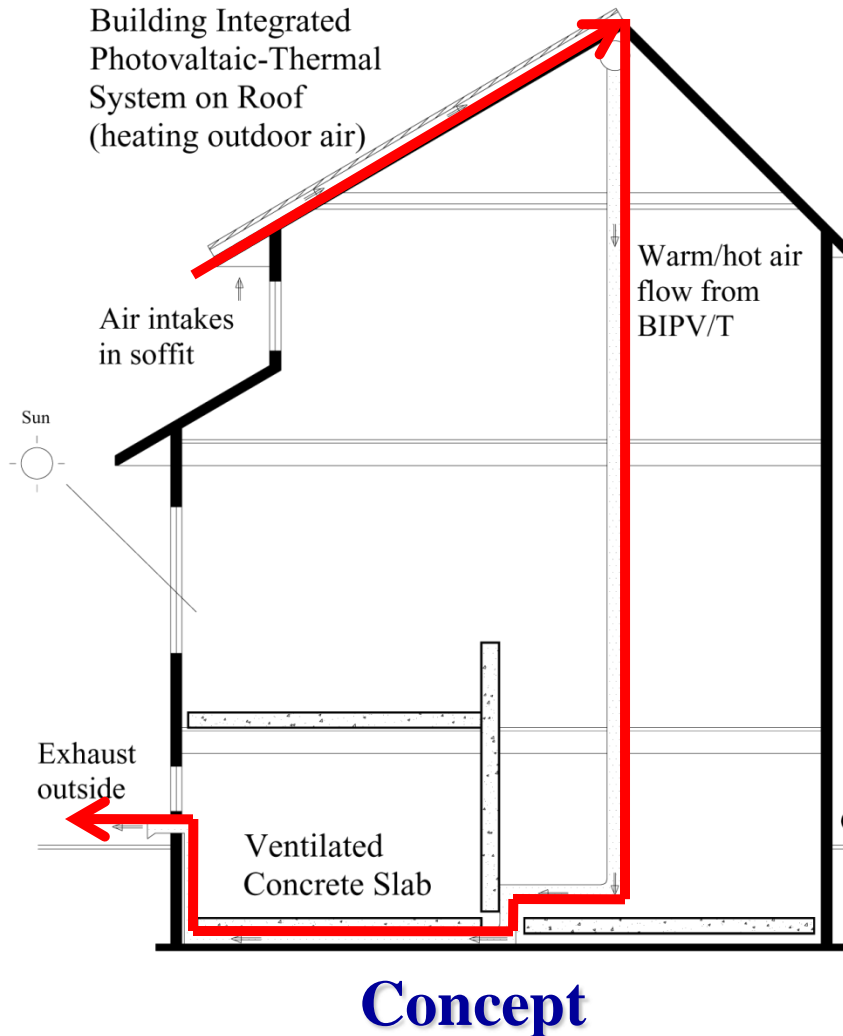 Building Integrated
Photovaltaic-Thermal
System on Roof
(heating outdoor air)
Warm/hot air
flow from
BIPV/T
Air intakes
in soffit
Sun
Exhaust
outside
Ventilated
Concrete Slab
Concept